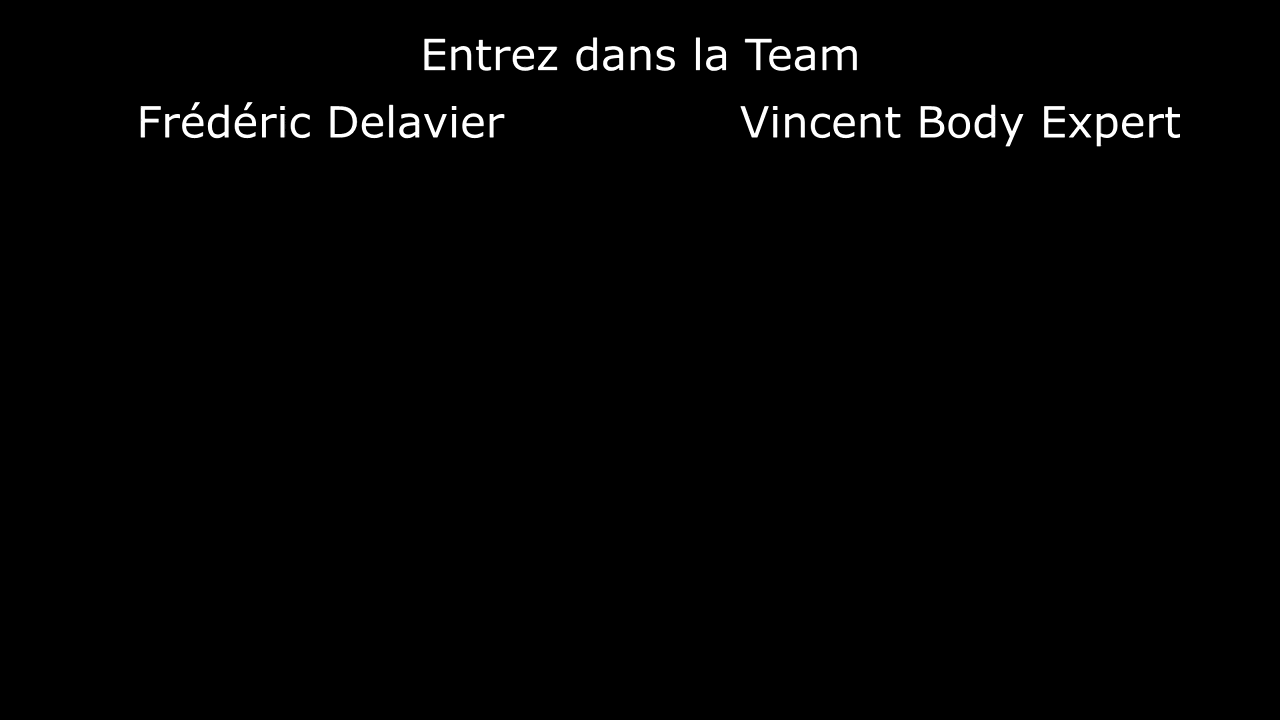 Entrez dans la Team
Frédéric Delavier
Vincent Body Expert